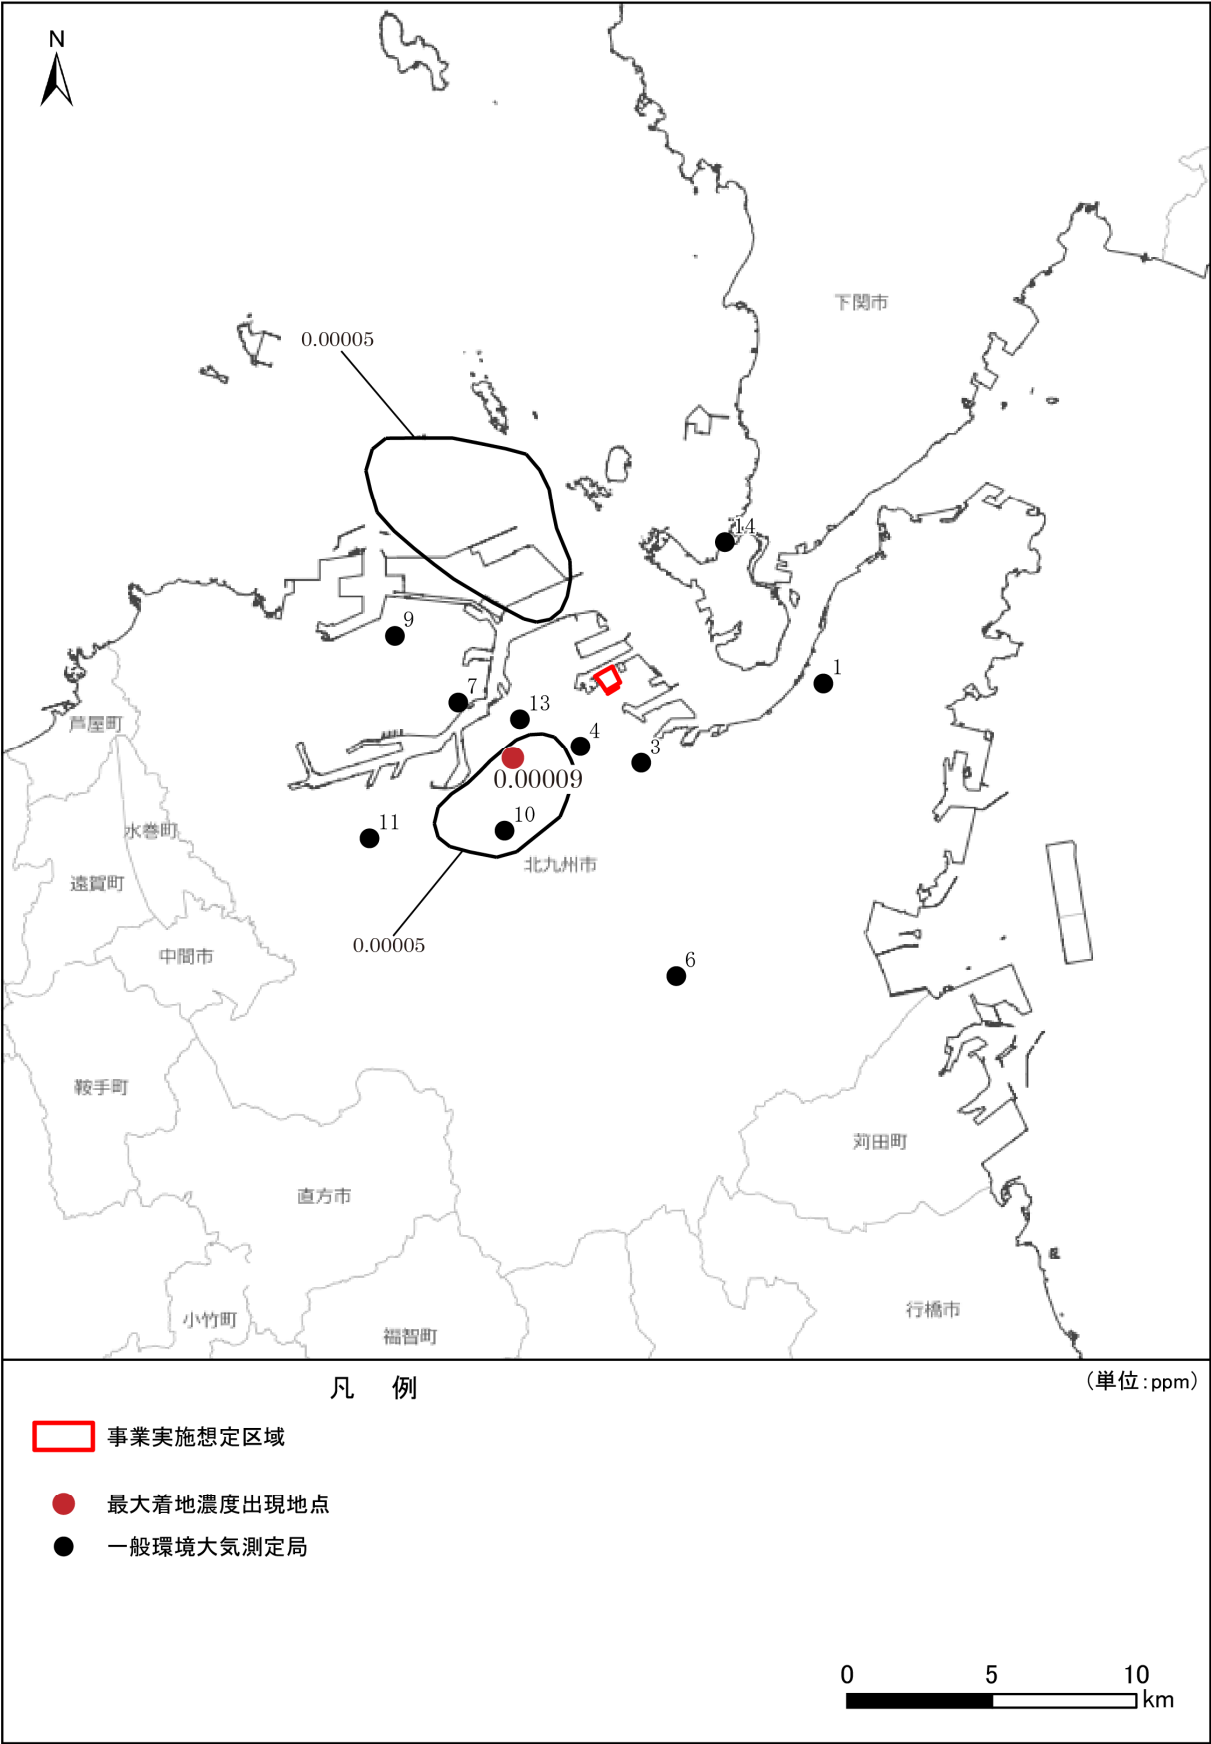 N
下関市
0.00005
14
9
1
7
13
4
3
芦屋町
0.00009
10
11
水巻町
北九州市
遠賀町
0.00005
中間市
6
鞍手町
苅田町
直方市
行橋市
小竹町
福智町
凡 例
（単位：ppm）
事業実施想定区域
最大着地濃度出現地点
一般環境大気測定局
0 5 10
km